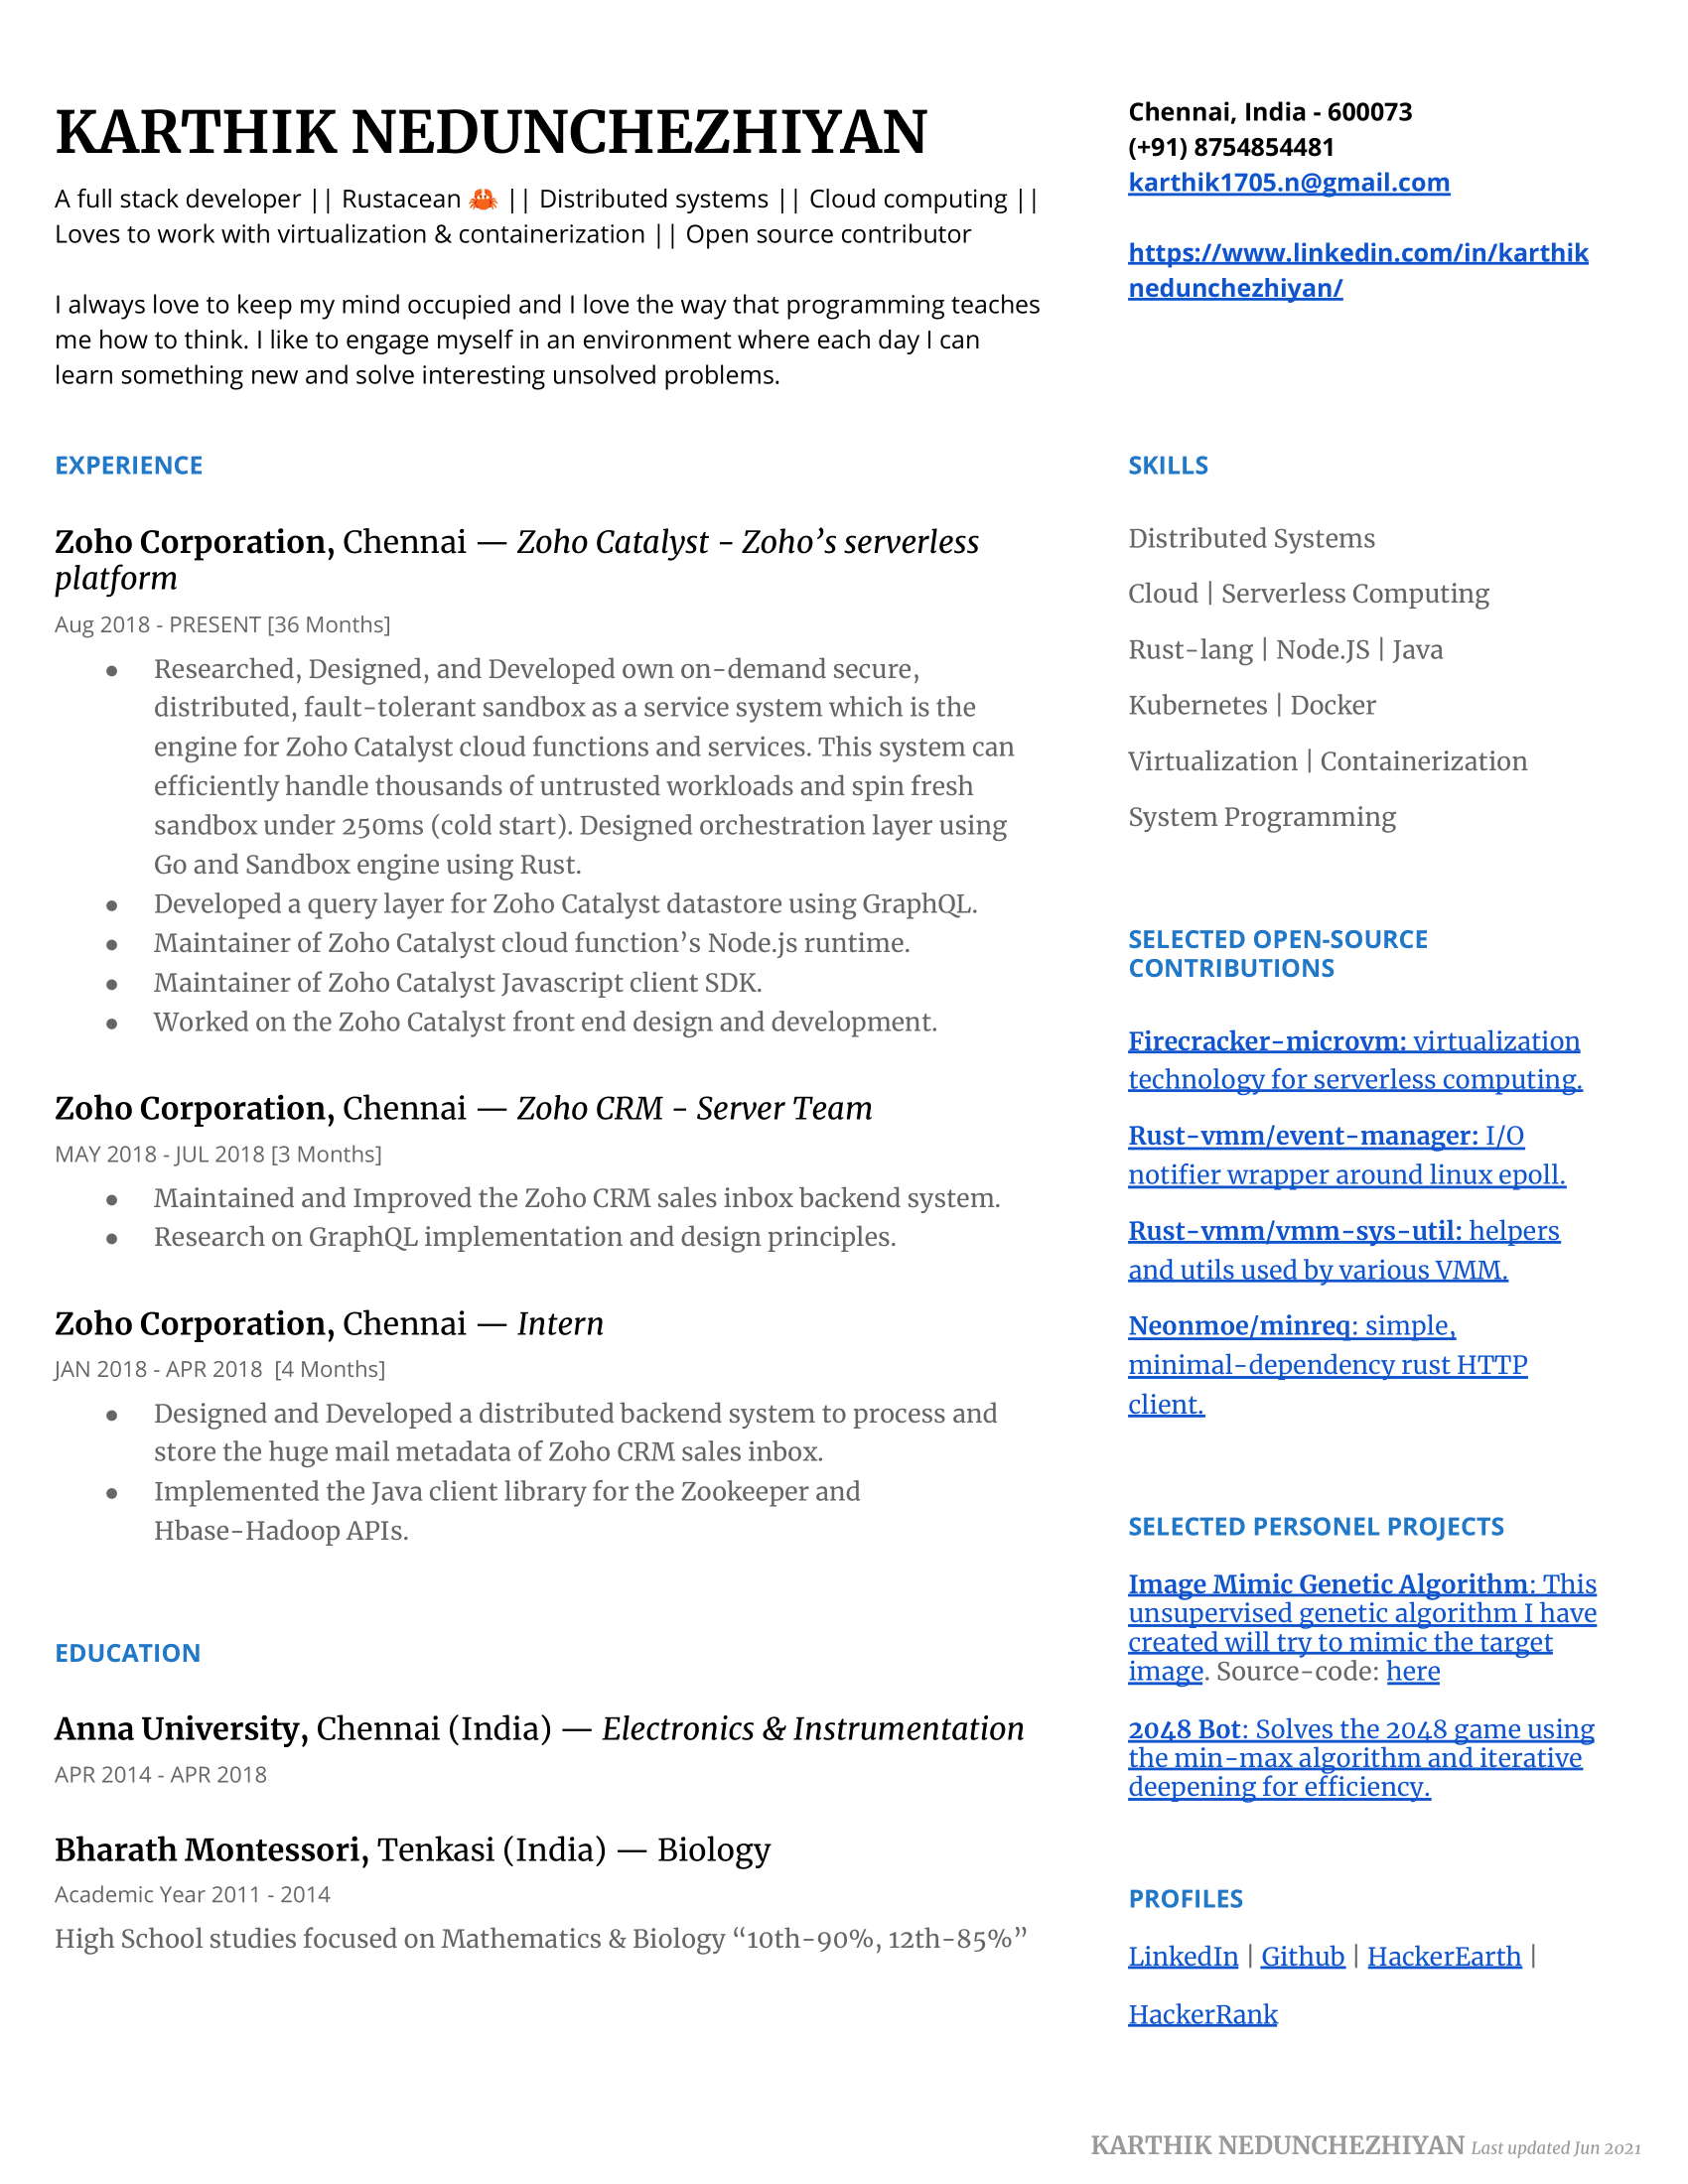 KARTHIK NEDUNCHEZHIYAN
A full stack developer || Rustacean 🦀 || Distributed systems || Cloud computing ||
Loves to work with virtualization & containerization || Open source contributor
I always love to keep my mind occupied and I love the way that programming teaches
me how to think. I like to engage myself in an environment where each day I can
learn something new and solve interesting unsolved problems.
Chennai, India - 600073
(+91) 8754854481
karthik1705.n@gmail.com
https://www.linkedin.com/in/karthik
nedunchezhiyan/
EXPERIENCE
Zoho Corporation, Chennai — Zoho Catalyst - Zoho’s serverless
platform
Aug 2018 - PRESENT [36 Months]
● Researched, Designed, and Developed own on-demand secure,
distributed, fault-tolerant sandbox as a service system which is the
engine for Zoho Catalyst cloud functions and services. This system can
efficiently handle thousands of untrusted workloads and spin fresh
sandbox under 250ms (cold start). Designed orchestration layer using
Go and Sandbox engine using Rust.
● Developed a query layer for Zoho Catalyst datastore using GraphQL.
● Maintainer of Zoho Catalyst cloud function’s Node.js runtime.
● Maintainer of Zoho Catalyst Javascript client SDK.
● Worked on the Zoho Catalyst front end design and development.
Zoho Corporation, Chennai — Zoho CRM - Server Team
MAY 2018 - JUL 2018 [3 Months]
● Maintained and Improved the Zoho CRM sales inbox backend system.
● Research on GraphQL implementation and design principles.
Zoho Corporation, Chennai — Intern
JAN 2018 - APR 2018 [4 Months]
● Designed and Developed a distributed backend system to process and
store the huge mail metadata of Zoho CRM sales inbox.
● Implemented the Java client library for the Zookeeper and
Hbase-Hadoop APIs.
EDUCATION
Anna University, Chennai (India) — Electronics & Instrumentation
APR 2014 - APR 2018
Bharath Montessori, Tenkasi (India) — Biology
Academic Year 2011 - 2014
High School studies focused on Mathematics & Biology “10th-90%, 12th-85%”
SKILLS
Distributed Systems
Cloud | Serverless Computing
Rust-lang | Node.JS | Java
Kubernetes | Docker
Virtualization | Containerization
System Programming
SELECTED OPEN-SOURCE
CONTRIBUTIONS
Firecracker-microvm: virtualization
technology for serverless computing.
Rust-vmm/event-manager: I/O
notifier wrapper around linux epoll.
Rust-vmm/vmm-sys-util: helpers
and utils used by various VMM.
Neonmoe/minreq: simple,
minimal-dependency rust HTTP
client.
SELECTED PERSONEL PROJECTS
Image Mimic Genetic Algorithm: This
unsupervised genetic algorithm I have
created will try to mimic the target
image. Source-code: here
2048 Bot: Solves the 2048 game using
the min-max algorithm and iterative
deepening for efficiency.
PROFILES
LinkedIn | Github | HackerEarth |
HackerRank
KARTHIK NEDUNCHEZHIYAN Last updated Jun 2021